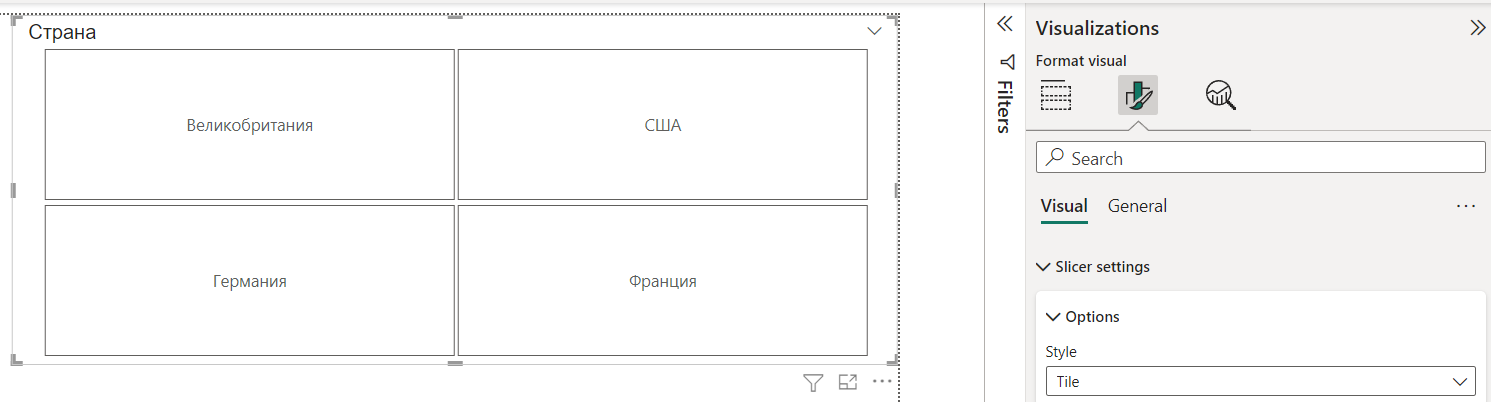 Страна
Великобритания
США
Германия
Франция
Filters
Visualizations
Format visual
Search
Visual
General
Slicer settings
Options
Style
Tile